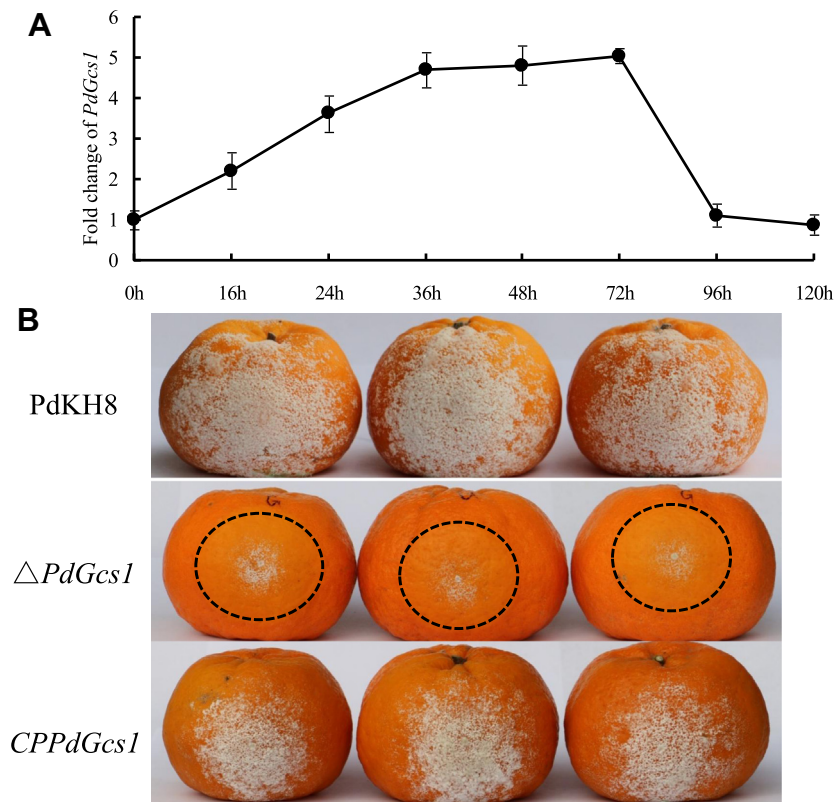 A
Fold change of PdGcs1
6
5
4
3
2
1
0
0h 16h 24h 36h 48h 72h 96h 120h
B
PdKH8
△PdGcs1
CPPdGcs1